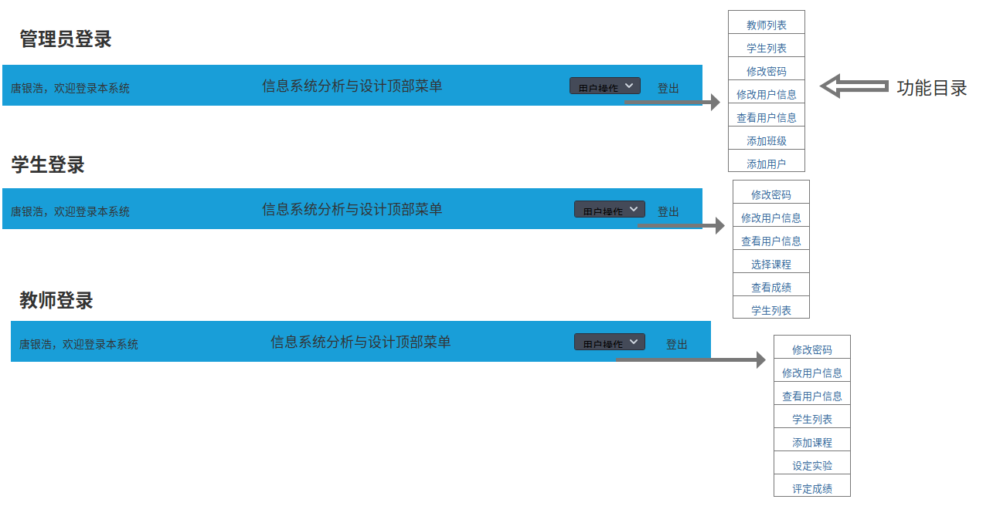 管理员登录
唐银浩，欢迎登录本系统
信息系统分析与设计顶部菜单
用户操作
登出
教师列表
学生列表
修改密码
修改用户信息
查看用户信息
添加班级
添加用户
功能目录
学生登录
唐银浩，欢迎登录本系统
信息系统分析与设计顶部菜单
用户操作
登出
修改密码
修改用户信息
查看用户信息
选择课程
查看成绩
学生列表
教师登录
唐银浩，欢迎登录本系统
信息系统分析与设计顶部菜单
用户操作
登出
修改密码
修改用户信息
查看用户信息
学生列表
添加课程
设定实验
评定成绩